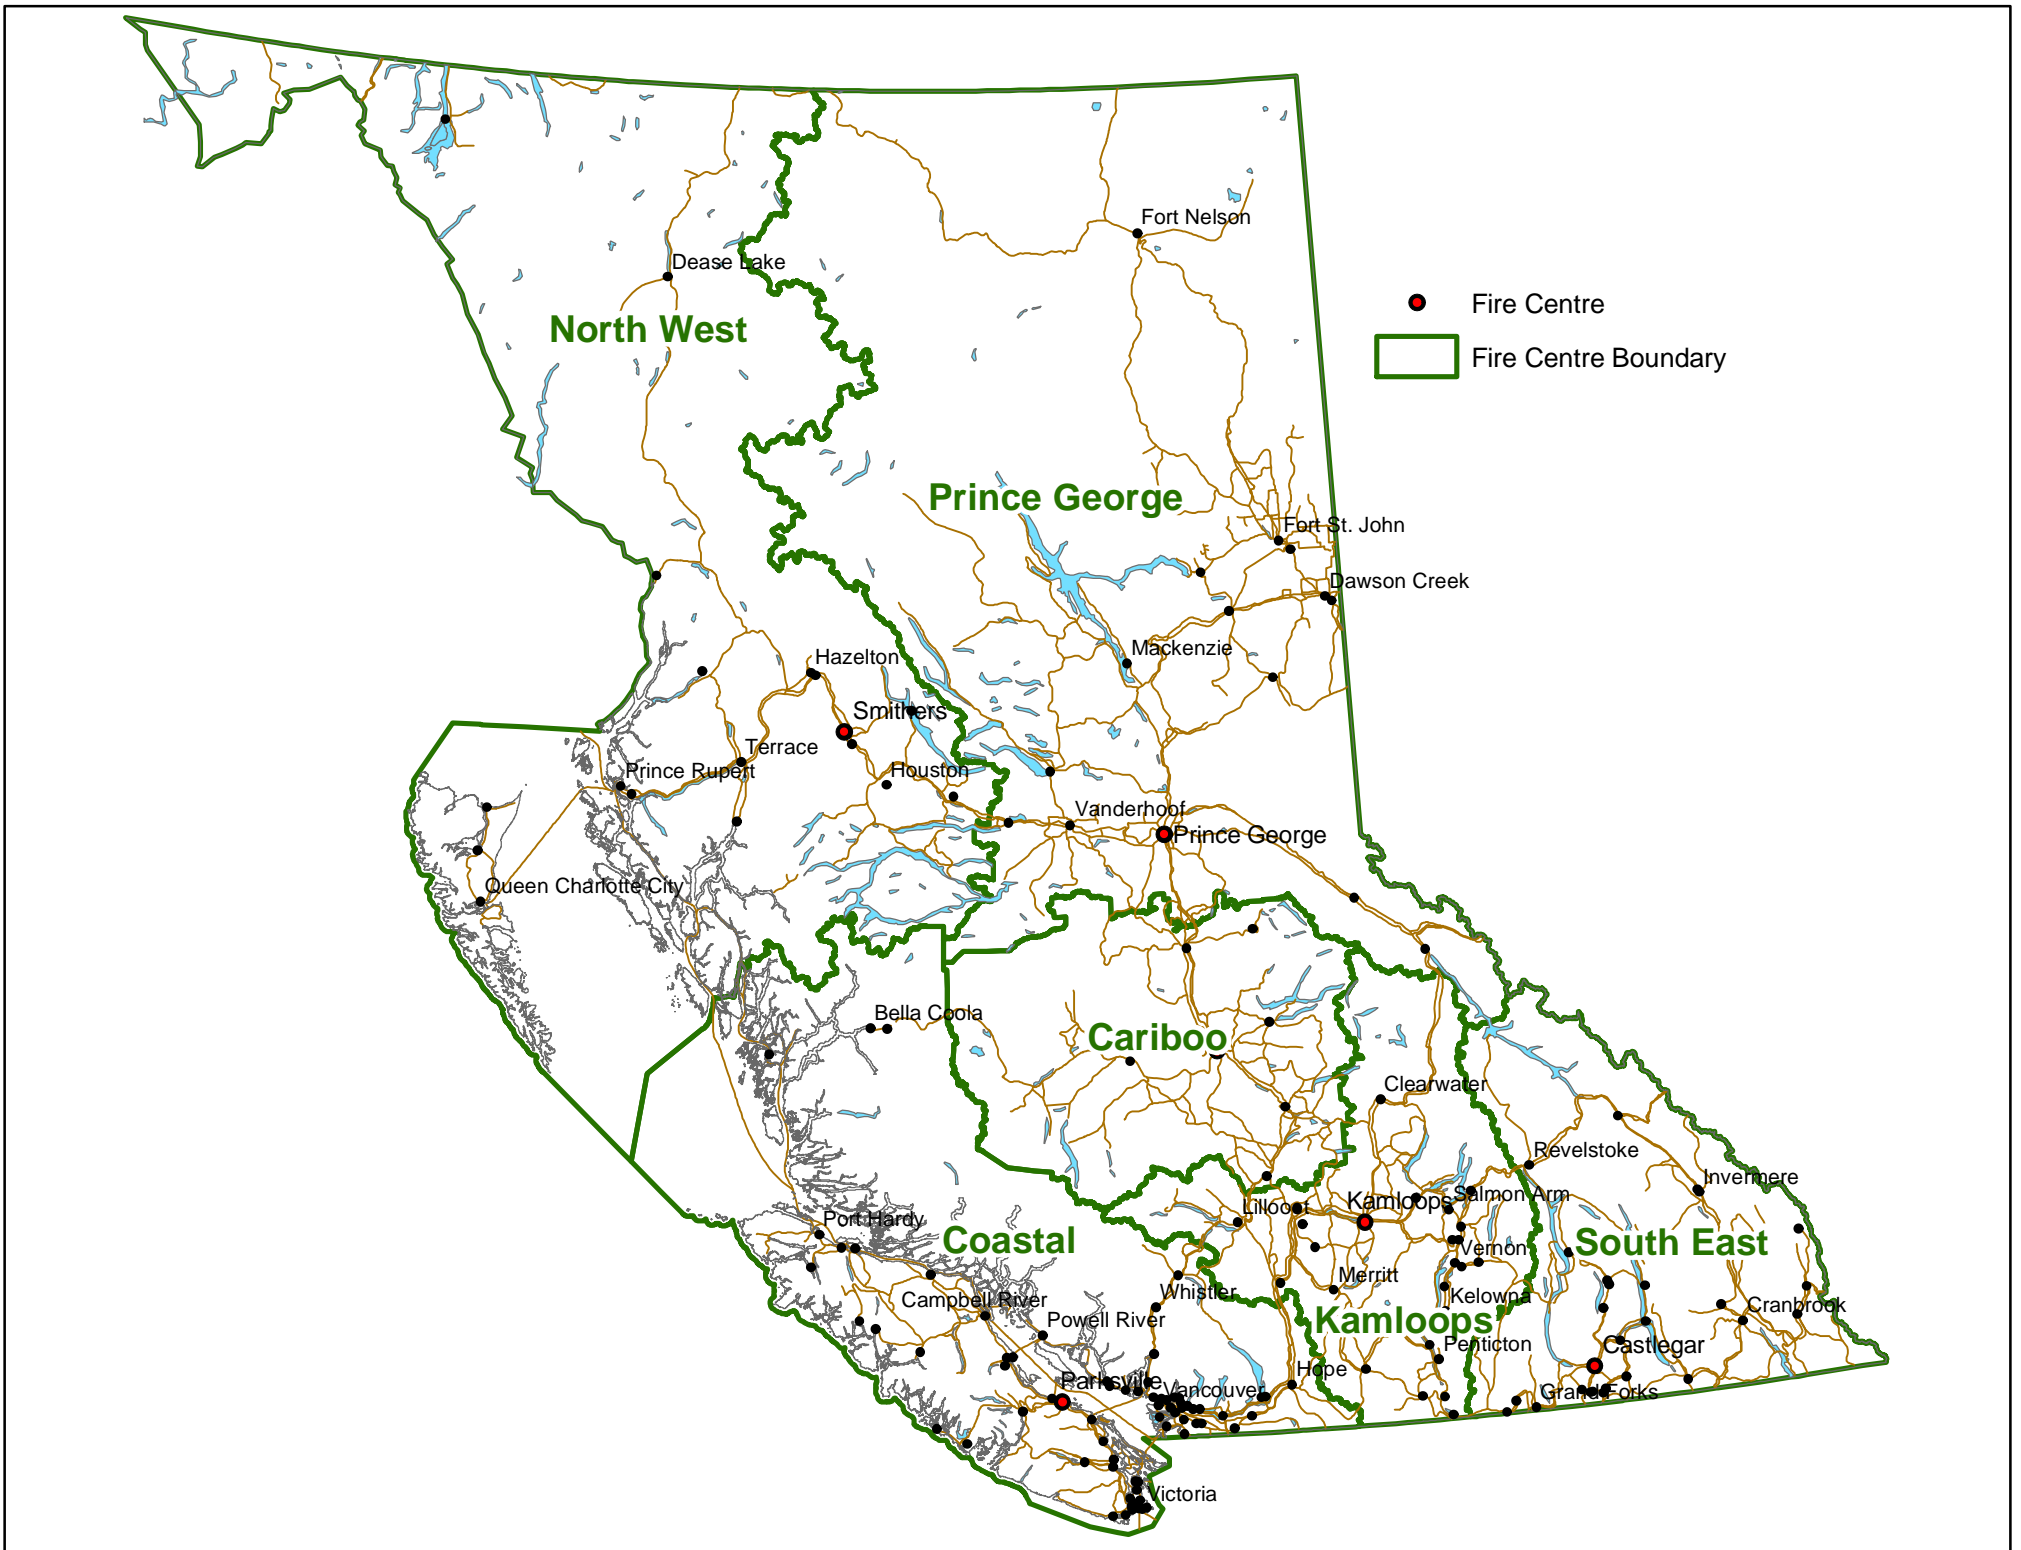 Fort Nelson
Dease Lake
Fire Centre
North West
Fire Centre Boundary
Prince George
Fort St. John
Dawson Creek
Mackenzie
Hazelton
Smithers
Terrace
Prince Rupert
Houston
Vanderhoof
Prince George
Queen Charlotte City
Bella Coola
Cariboo
Clearwater
Revelstoke
Invermere
Kamloops
Salmon Arm
Lillooet
Port Hardy
Coastal
South East
Vernon
Merritt
Whistler
Kelowna
Campbell River
Cranbrook
Powell River
Kamloops
Penticton
Castlegar
Hope
Parksville
Vancouver
Grand Forks
Victoria